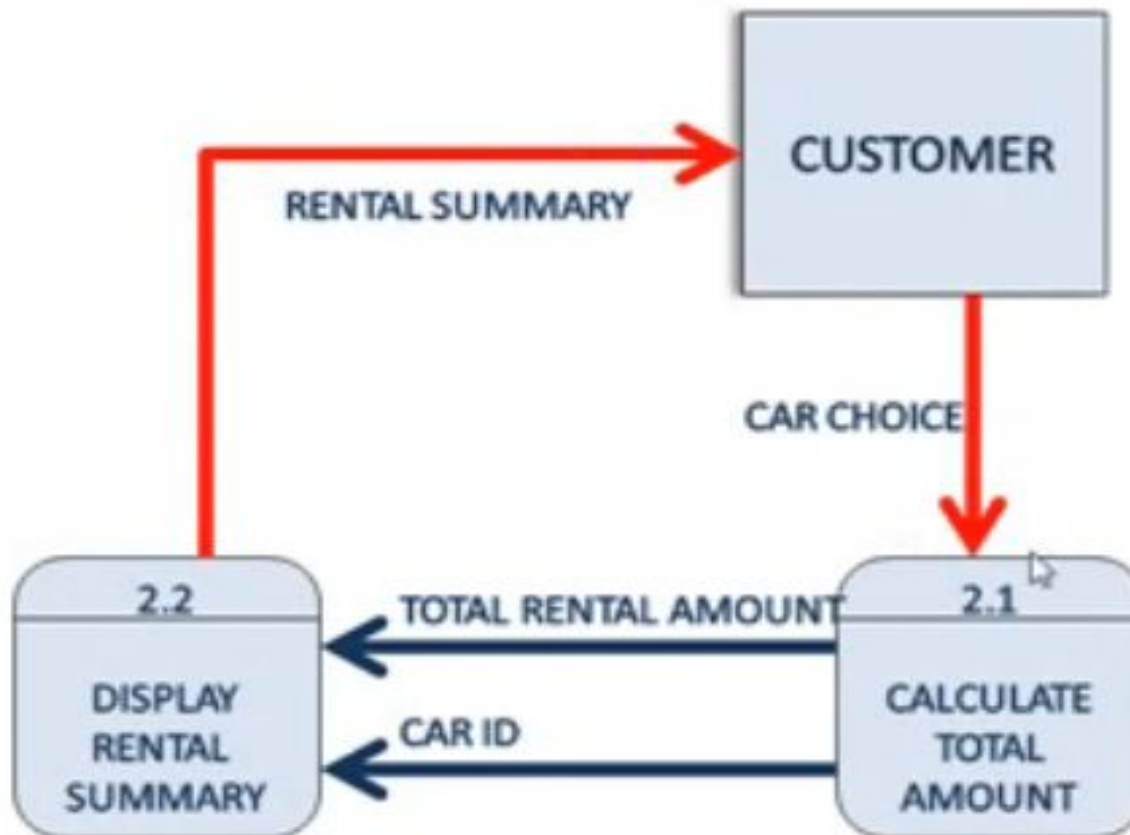 CUSTOMER
RENTAL SUMMARY
CAR CHOICE
2.2
TOTAL RENTAL AMOUNT
2.1
DISPLAY
RENTAL
SUMMARY
CAR ID
CALCULATE
TOTAL
AMOUNT